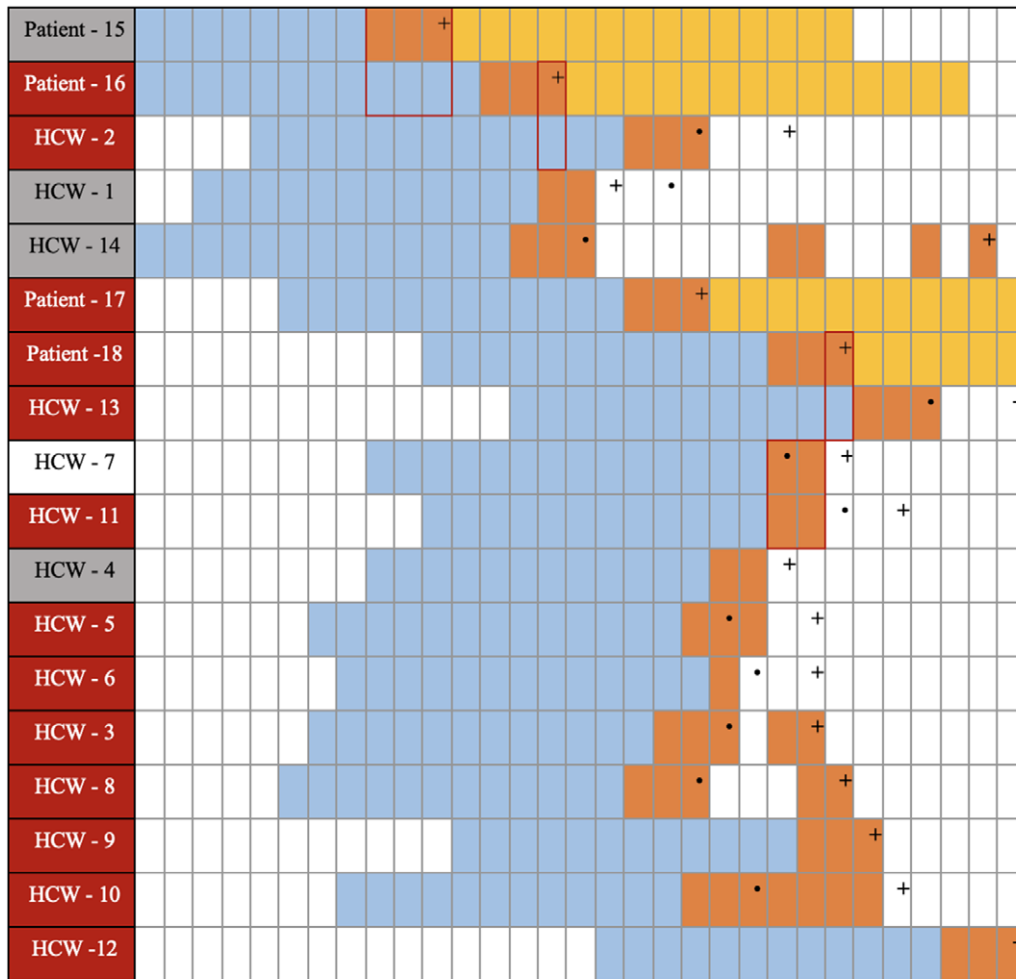 Patient - 15 +
Patient - 16 +
HCW - 2 • +
HCW - 1 + •
HCW - 14 • +
Patient - 17 +
Patient -18 +
HCW - 13 • +
HCW - 7 • +
HCW - 11 • +
HCW - 4 +
HCW - 5 • +
HCW - 6 • +
HCW - 3 • +
HCW - 8 • +
HCW - 9 +
HCW - 10 • +
HCW -12 +